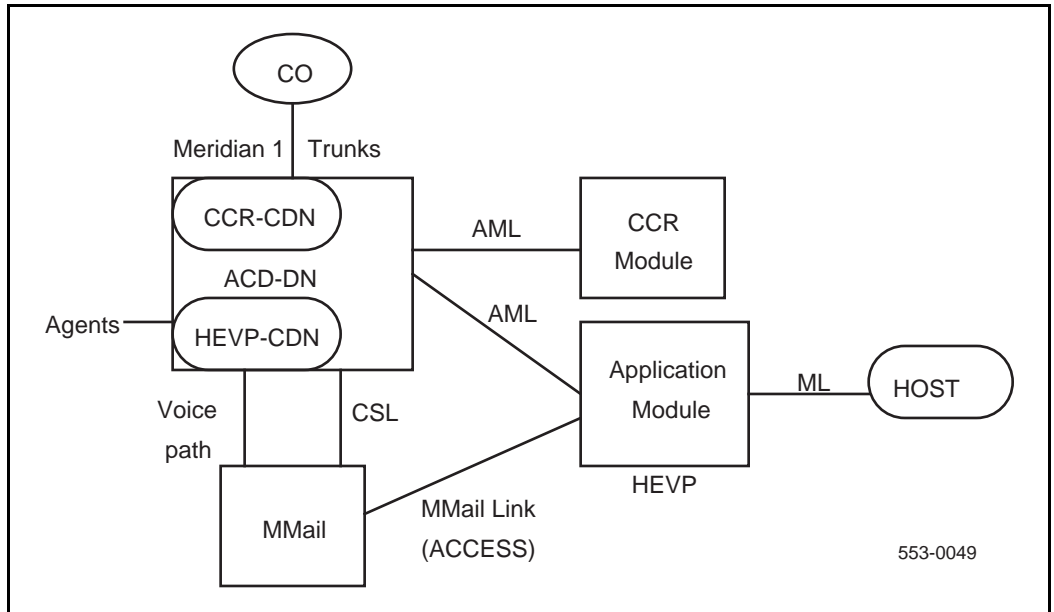 CO
Meridian 1 Trunks
CCR-CDN
ACD-DN
HEVP-CDN
Agents
AML
CCR
Module
AML
Application
Module
HEVP
ML
HOST
Voice
path
CSL
MMail
MMail Link
(ACCESS)
553-0049